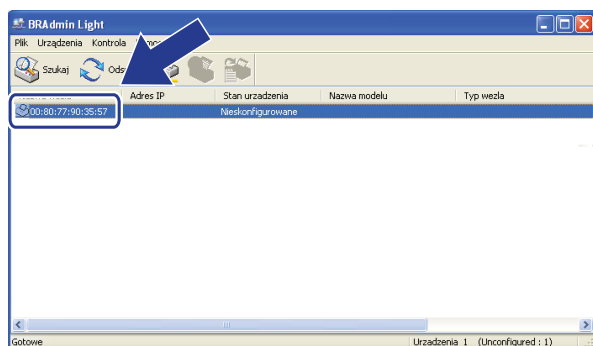 BRAdmin Light
Plik Urządzenia Kontrola
Szukaj
Adres IP Stan urzadzenia Nazwa modelu Typ wezla
00:80:77:90:35:57 Nieskonfigurowane
Gotowe Urzadzenia 1 (Unconfigured : 1)